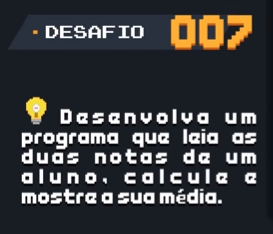 DESAFIO 007
💡 Desenvolva um
programa que leia as
duas notas de um
aluno, calcule e
mostre a sua média.